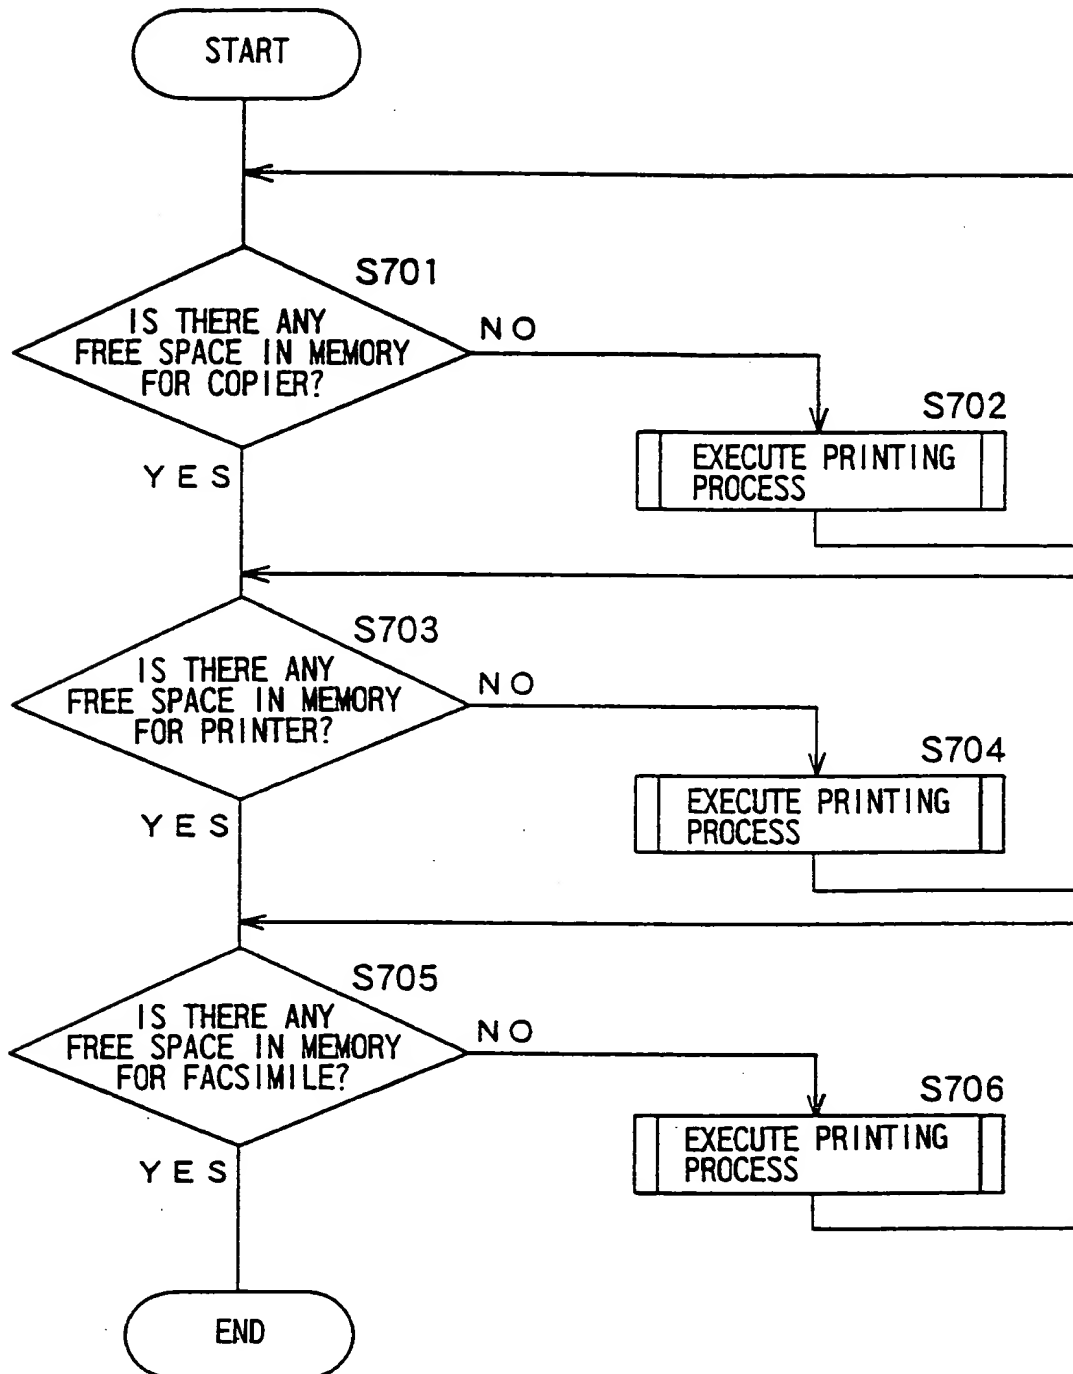 START
S701
IS THERE ANY
FREE SPACE IN MEMORY
FOR COPIER?
NO
YES
S702
EXECUTE PRINTING
PROCESS
S703
IS THERE ANY
FREE SPACE IN MEMORY
FOR PRINTER?
NO
YES
S704
EXECUTE PRINTING
PROCESS
S705
IS THERE ANY
FREE SPACE IN MEMORY
FOR FACSIMILE?
NO
YES
S706
EXECUTE PRINTING
PROCESS
END